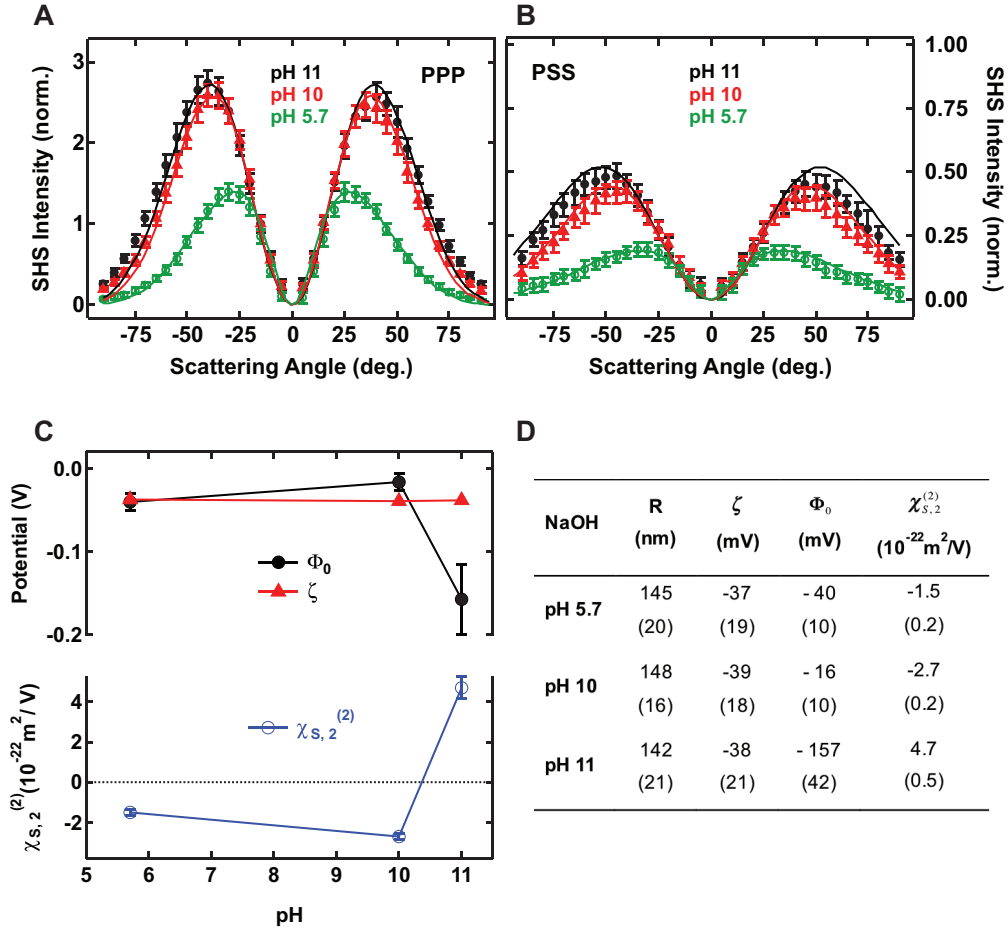 A
PPP
pH 11
pH 10
pH 5.7
SHS Intensity (norm.)
3
2
1
0
-75 -50 -25 0 25 50 75
Scattering Angle (deg.)
B
PSS
pH 11
pH 10
pH 5.7
1.00
0.75
0.50
0.25
0.00
SHS Intensity (norm.)
-75 -50 -25 0 25 50 75
Scattering Angle (deg.)
C
Potential (V)
0.0
-0.1
-0.2
Φ0
ζ
χS, 2(2)(10-22m2/ V)
4
2
0
-2
χS, 2(2)
5 6 7 8 9 10 11
pH
D
NaOH R (nm) ζ (mV) Φ0 (mV) χS, 2(2) (10-22m2/V)
pH 5.7 145 -37 - 40 -1.5
(20) (19) (10) (0.2)
pH 10 148 -39 - 16 -2.7
(16) (18) (10) (0.2)
pH 11 142 -38 - 157 4.7
(21) (21) (42) (0.5)